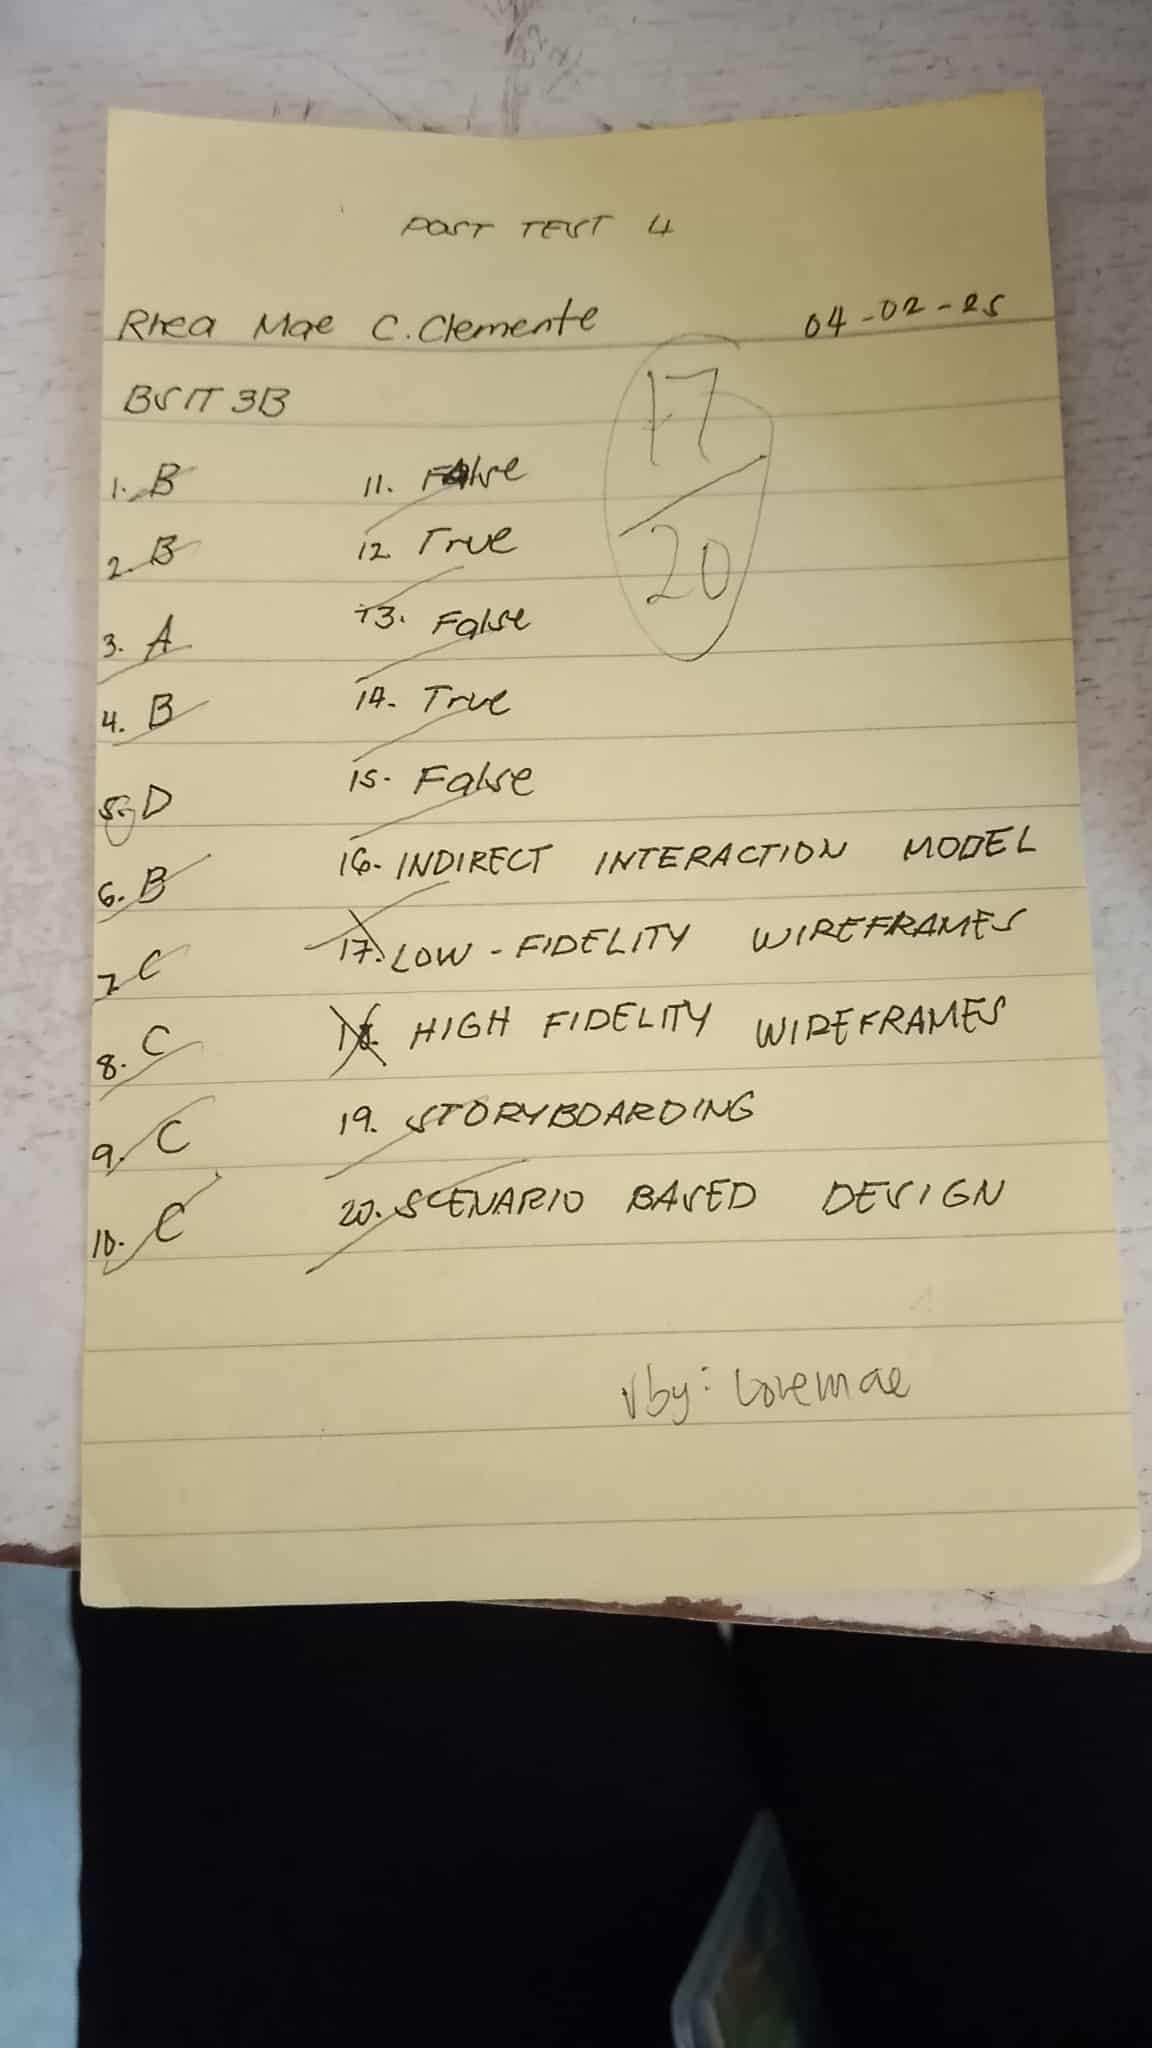 POST TEST 4
Rhea Mae C. Clemente 04-02-25
BSIT 3B
17
20
1. B
2. B
3. A
4. B
5. D
6. B
7. C
8. C
9. C
10. C
11. False
12 True
13. False
14. True
15. False
16. INDIRECT INTERACTION MODEL
17. LOW-FIDELITY WIREFRAMES
18. HIGH FIDELITY WIREFRAMES
19. STORYBOARDING
20. SCENARIO BASED DESIGN
✓by: Lovemae